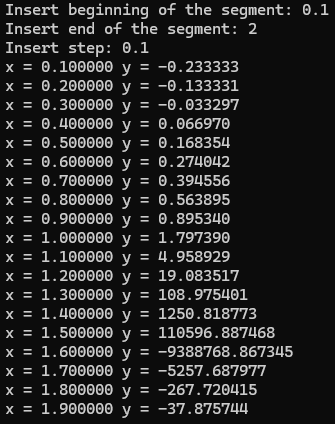 Insert beginning of the segment: 0.1
Insert end of the segment: 2
Insert step: 0.1
x = 0.100000 y = -0.233333
x = 0.200000 y = -0.133331
x = 0.300000 y = -0.033297
x = 0.400000 y = 0.066970
x = 0.500000 y = 0.168354
x = 0.600000 y = 0.274042
x = 0.700000 y = 0.394556
x = 0.800000 y = 0.563895
x = 0.900000 y = 0.895340
x = 1.000000 y = 1.797390
x = 1.100000 y = 4.958929
x = 1.200000 y = 19.083517
x = 1.300000 y = 108.975401
x = 1.400000 y = 1250.818773
x = 1.500000 y = 110596.887468
x = 1.600000 y = -9388768.867345
x = 1.700000 y = -5257.687977
x = 1.800000 y = -267.720415
x = 1.900000 y = -37.875744